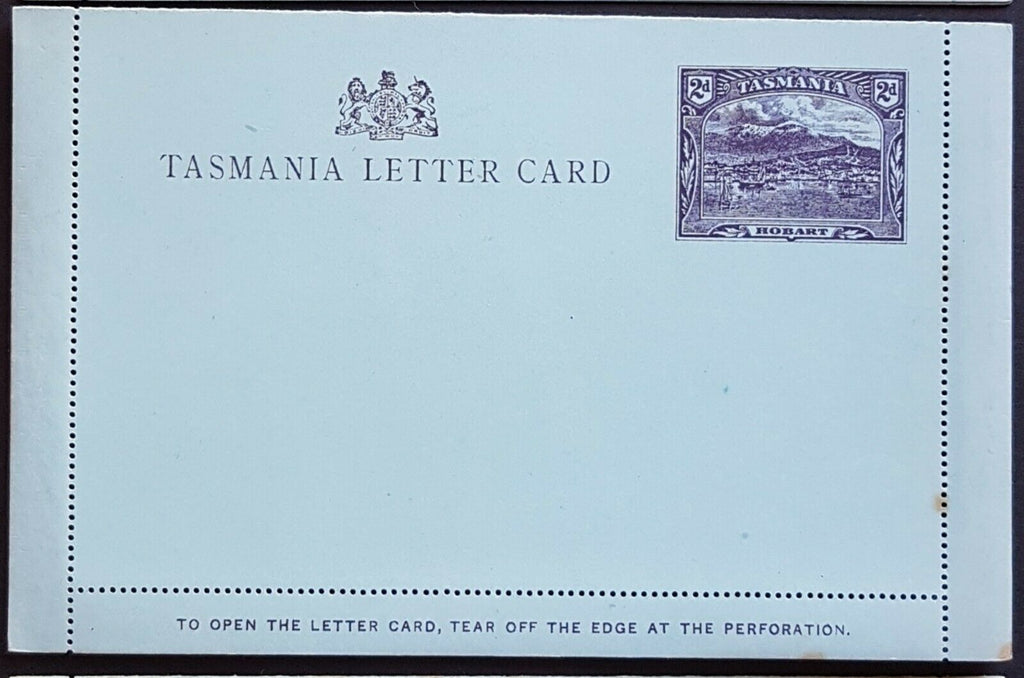 TASMANIA LETTER CARD
2d TASMANIA 2d
HOBART
TO OPEN THE LETTER CARD, TEAR OFF THE EDGE AT THE PERFORATION.